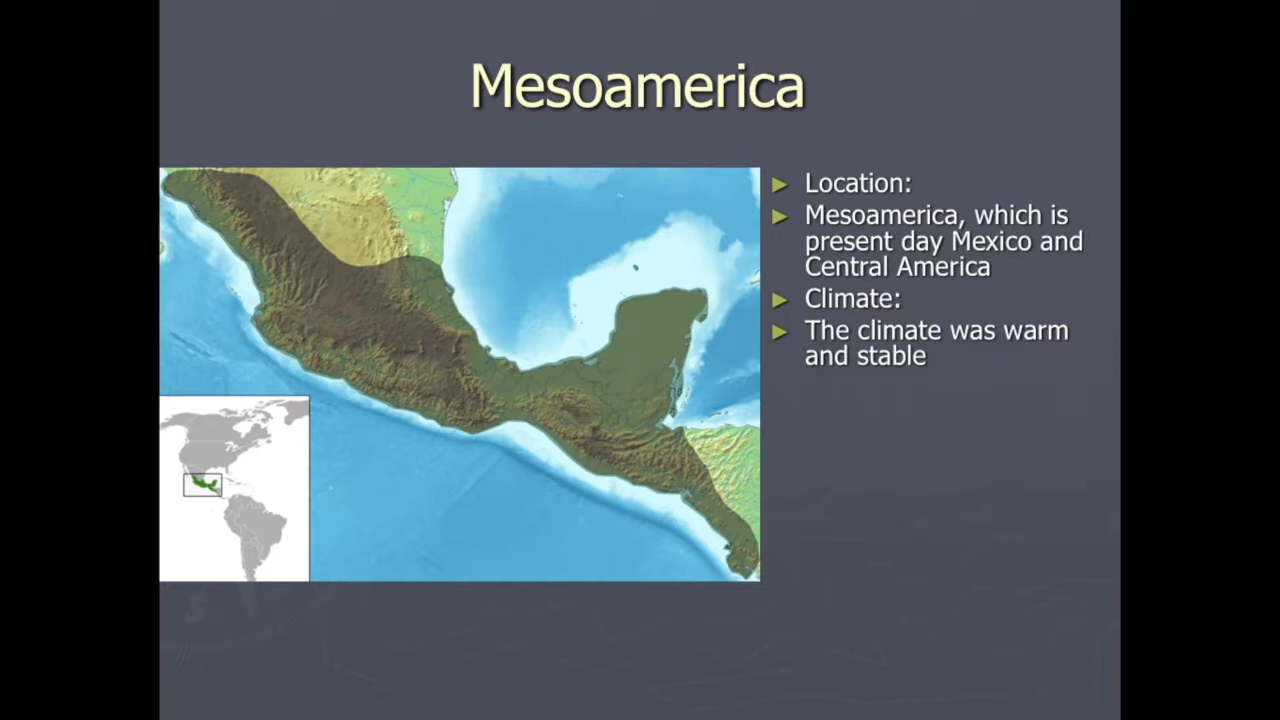 Mesoamerica
► Location:
► Mesoamerica, which is
present day Mexico and
Central America
► Climate:
► The climate was warm
and stable